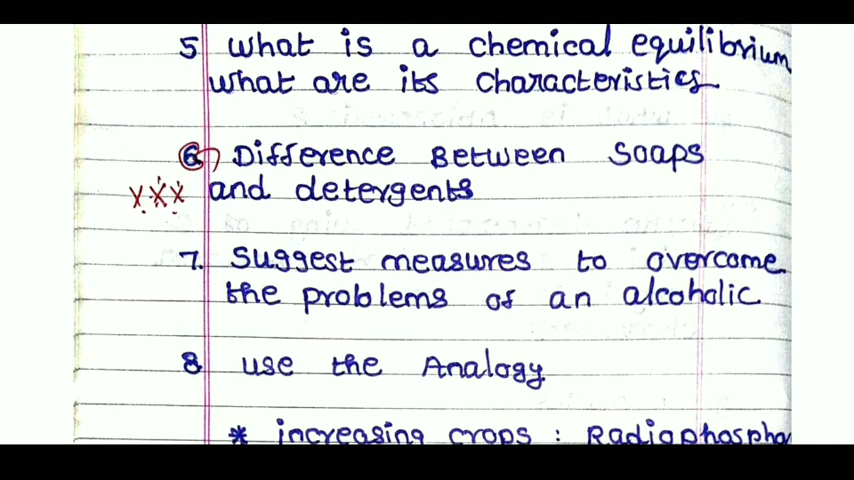 5 What is a chemical equilibrium
what are its characteristics
6. Difference Between soaps
xxx and detergents
7. Suggest measures to overcome
the problems of an alcoholic
8 use the Analogy.
* increasing crops : Radiophospho